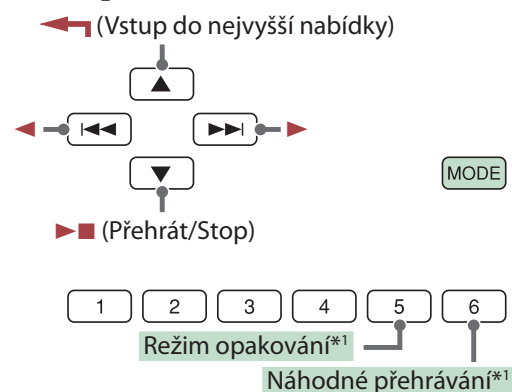 (Vstup do nejvyšší nabídky)
MODE
(Přehrát/Stop)
1 2 3 4 5 6
Režim opakování*1
Náhodné přehrávání*1